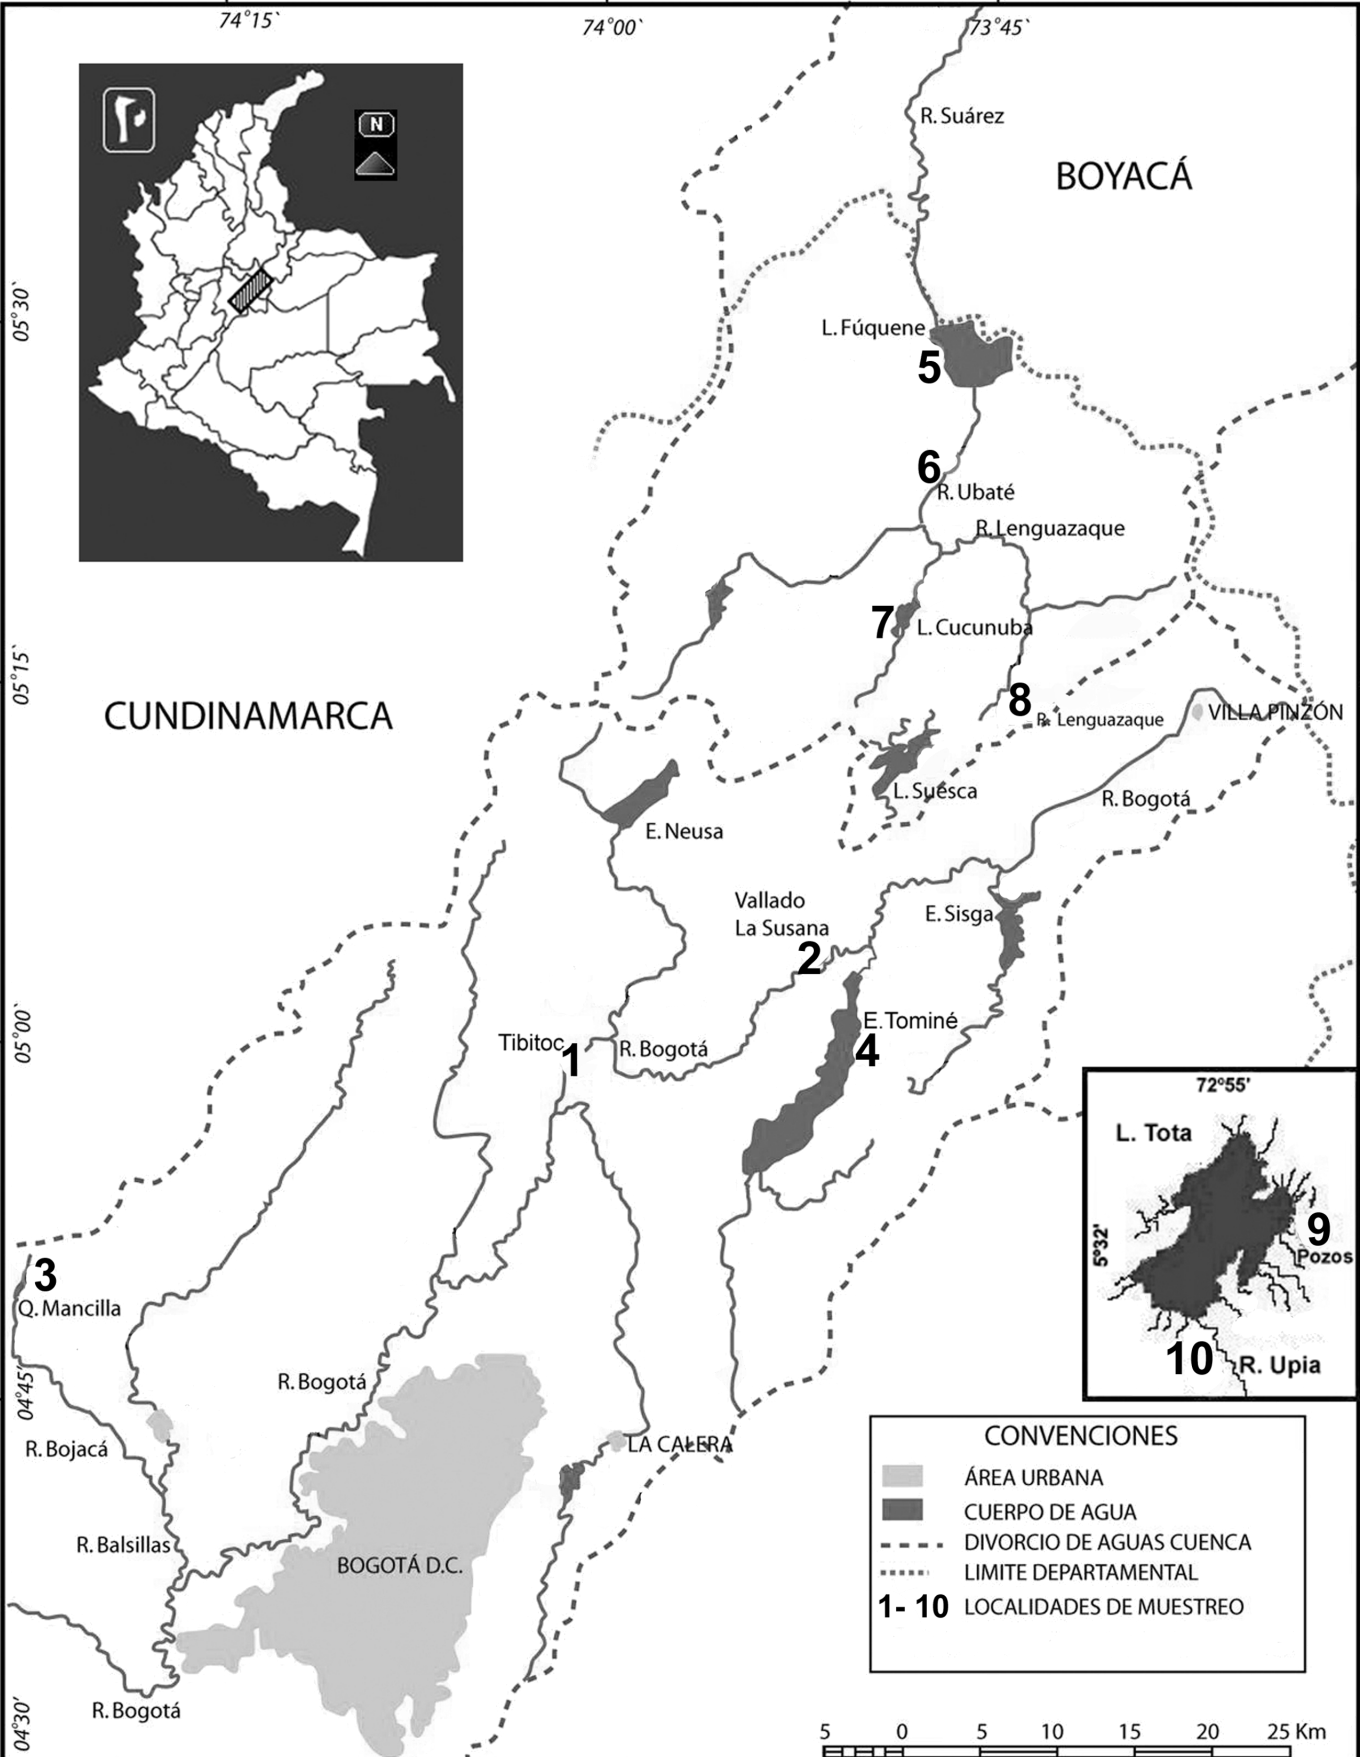 74°15`
74°00`
73°45`
N
R. Suárez
BOYACÁ
05°30`
L. Fúquene
5
6
R. Ubaté
R. Lenguazaque
7
L. Cucunuba
05°15`
8
R. Lenguazaque
CUNDINAMARCA
VILLA PINZÓN
L. Suesca
R. Bogotá
E. Neusa
Vallado
La Susana
E. Sisga
2
05°00`
E. Tominé
Tibitoc
1
R. Bogotá
4
72°55'
L. Tota
5°32'
9
Pozos
10
R. Upia
3
Q. Mancilla
04°45'
R. Bogotá
R. Bojacá
LA CALERA
CONVENCIONES
ÁREA URBANA
CUERPO DE AGUA
DIVORCIO DE AGUAS CUENCA
LIMITE DEPARTAMENTAL
1- 10 LOCALIDADES DE MUESTREO
R. Balsillas
BOGOTÁ D.C.
R. Bogotá
04°30'
5 0 5 10 15 20 25 Km